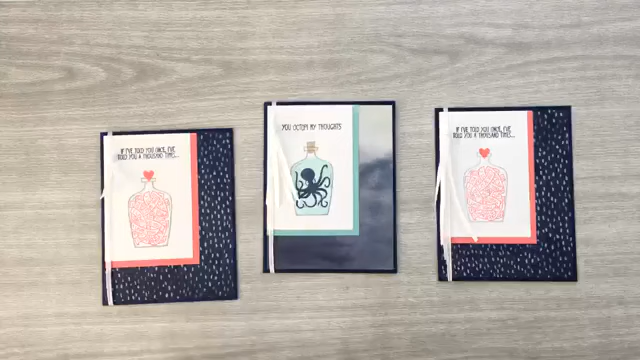 IF I'VE TOLD YOU ONCE, I'VE
TOLD YOU A THOUSAND TIMES...
YOU OCTOPI MY THOUGHTS
IF I'VE TOLD YOU ONCE, I'VE
TOLD YOU A THOUSAND TIMES...